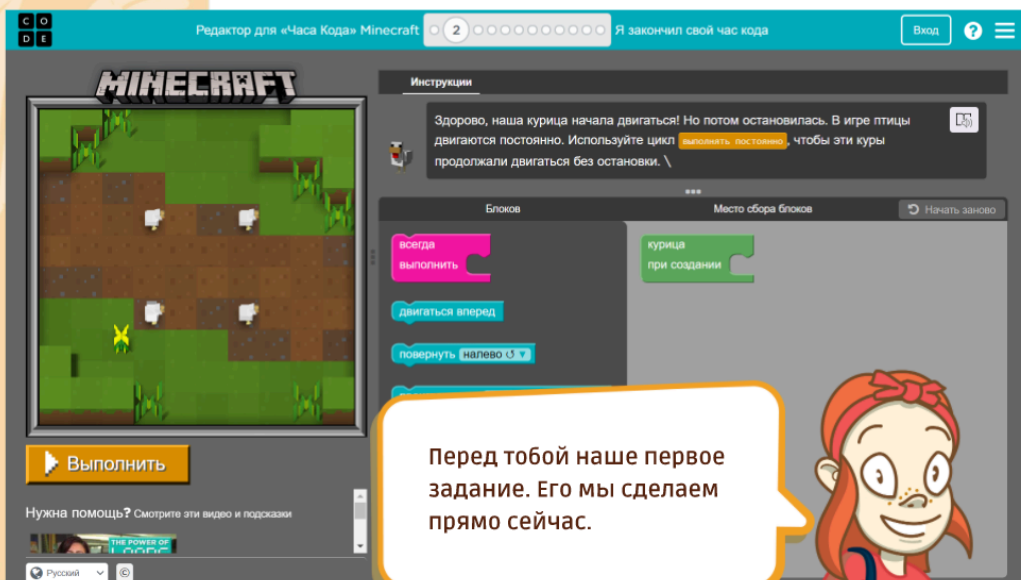 C O
D E
Редактор для «Часа Кода» Minecraft
2
Я закончил свой час кода
Вход
?
MINECRAFT
Инструкции
Здорово, наша курица начала двигаться! Но потом остановилась. В игре птицы
двигаются постоянно. Используйте цикл выполнять постоянно, чтобы эти куры
продолжали двигаться без остановки. \
Блоков
Место сбора блоков
Начать заново
всегда
выполнить
курица
при создании
двигаться вперед
повернуть налево
Выполнить
Перед тобой наше первое
задание. Его мы сделаем
прямо сейчас.
Нужна помощь? Смотрите эти видео и подсказки
THE POWER OF
LOOPS
Русский
©